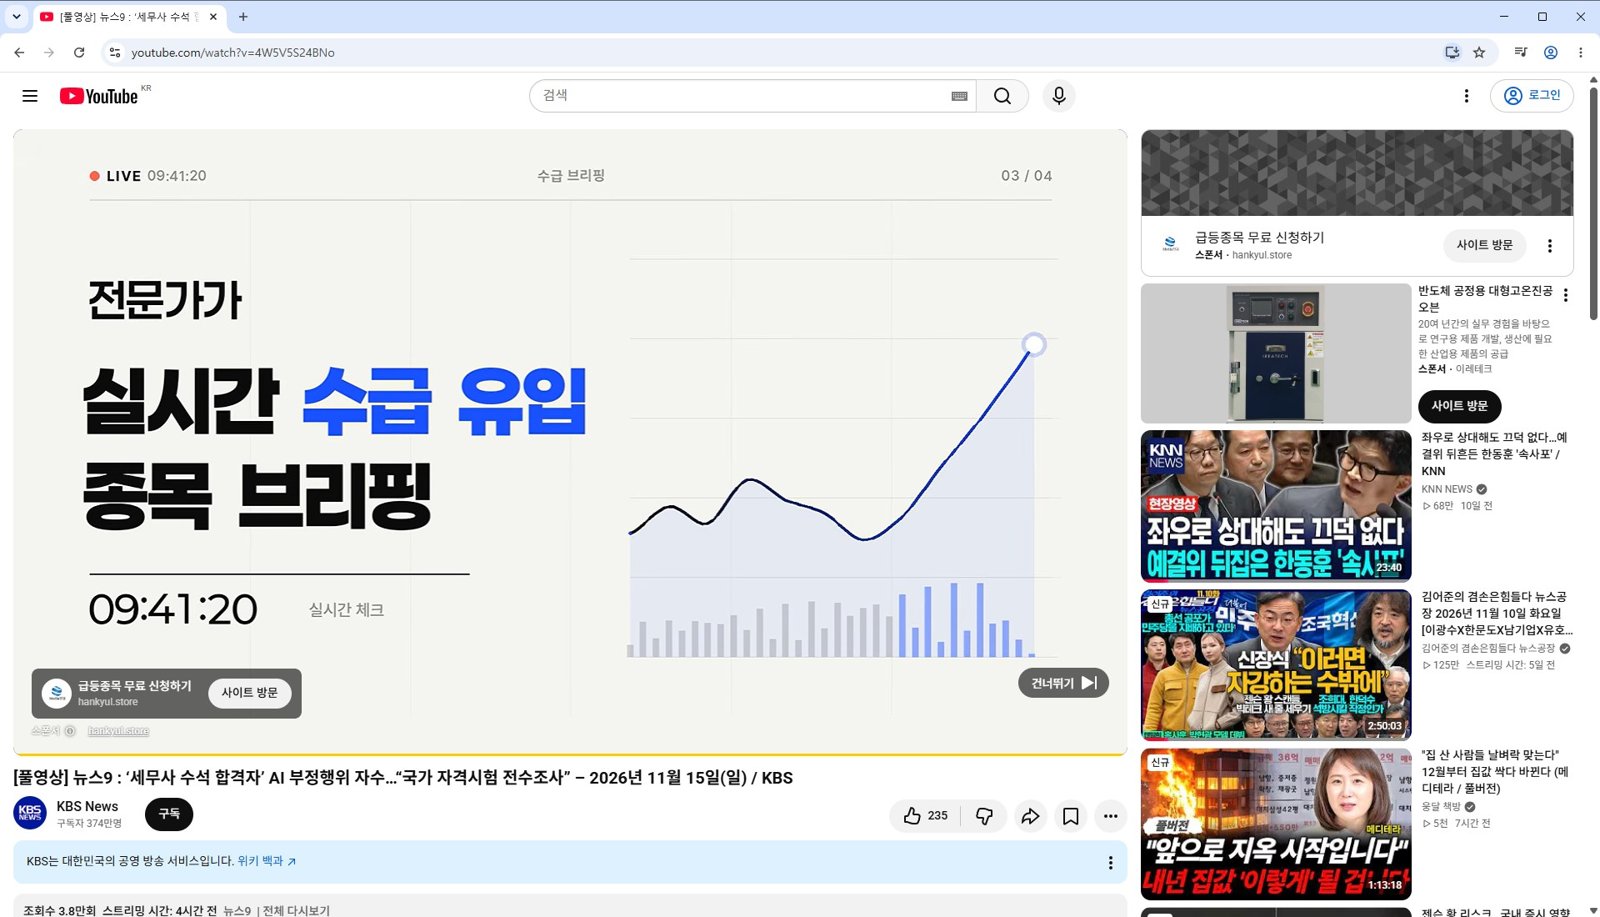 [풀영상] 뉴스9 : ‘세무사 수석
youtube.com/watch?v=4W5V5S24BNo
YouTube KR
검색
로그인
LIVE 09:41:20
수급 브리핑
03 / 04
전문가가
실시간 수급 유입
종목 브리핑
09:41:20
실시간 체크
급등종목 무료 신청하기
hankyul.store
사이트 방문
건너뛰기
스폰서
hankyul.store
[풀영상] 뉴스9 : ‘세무사 수석 합격자’ AI 부정행위 자수…“국가 자격시험 전수조사” – 2026년 11월 15일(일) / KBS
KBS NEWS
KBS News
구독자 374만명
구독
235
KBS는 대한민국의 공영 방송 서비스입니다. 위키 백과
조회수 3.8만회 스트리밍 시간: 4시간 전 뉴스9 | 전체 다시보기
급등종목 무료 신청하기
스폰서 · hankyul.store
사이트 방문
반도체 공정용 대형고온진공
오븐
20여 년간의 실무 경험을 바탕으
로 연구용 제품 개발, 생산에 필요
한 산업용 제품의 공급
스폰서 · 이레테크
사이트 방문
KNN
NEWS
현장영상
좌우로 상대해도 끄덕 없다
예결위 뒤집은 한동훈 '속사포'
23:40
좌우로 상대해도 끄덕 없다...예
결위 뒤흔든 한동훈 '속사포' /
KNN
KNN NEWS
68만 10일 전
신규
신장식 "이러면
자강하는 수밖에"
2:50:03
김어준의 겸손은힘들다 뉴스공
장 2026년 11월 10일 화요일
[이광수X한문도X남기업X유호...
김어준의 겸손은힘들다 뉴스공장
125만 스트리밍 시간: 5일 전
신규
풀버전
메디테라
"앞으로 지옥 시작입니다"
내년 집값 '이렇게' 될 겁니다
1:13:18
"집 산 사람들 날벼락 맞는다"
12월부터 집값 싹다 바뀐다 (메
디테라 / 풀버전)
웅달 책방
5천 7시간 전
젠슨 황 리스크, 국내 증시 영향